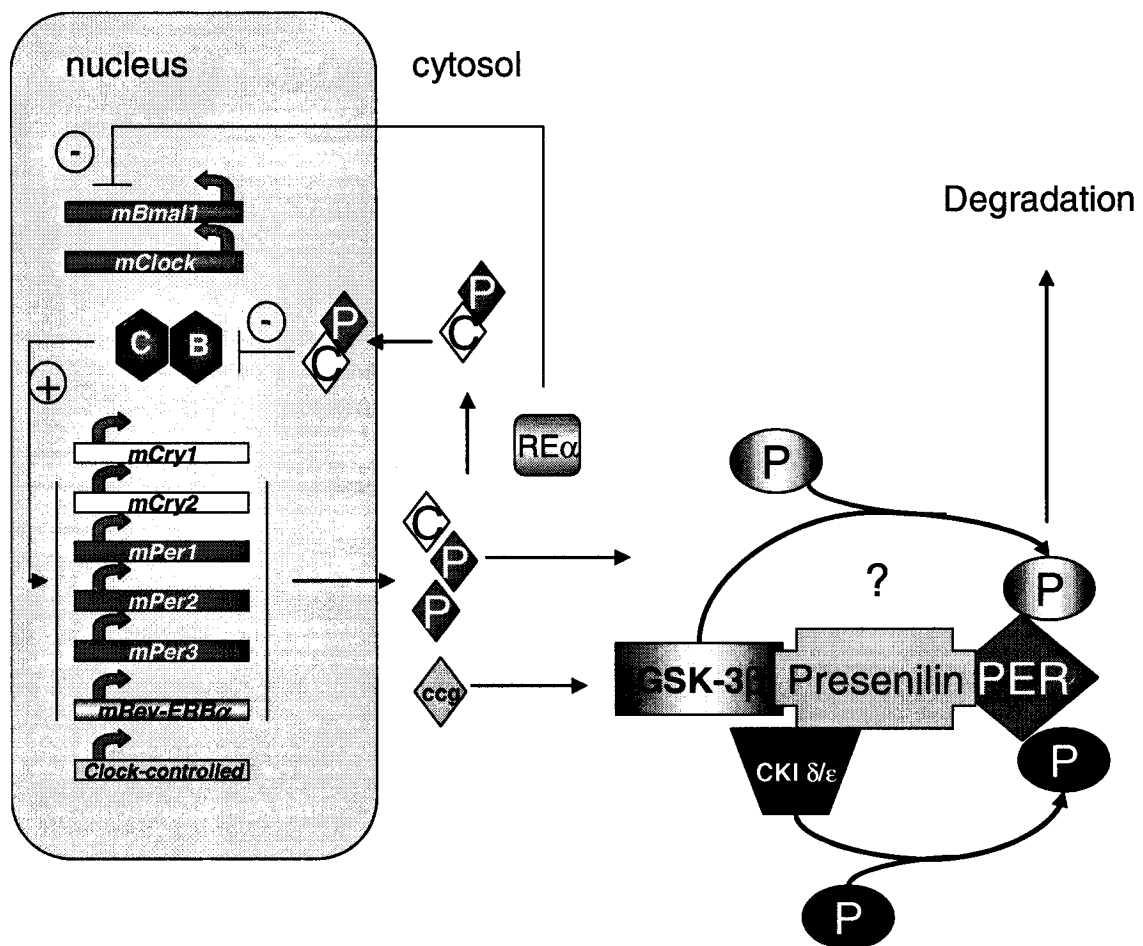 nucleus
cytosol
-
mBmal1
mClock
Degradation
P
C
P
C
-
C B
+
REα
mCry1
mCry2
mPer1
mPer2
mPer3
mRev-ERBα
Clock-controlled
C
P
P
ccg
P
?
P
GSK-3β
Presenilin
PER
CKI δ/ε
P
P